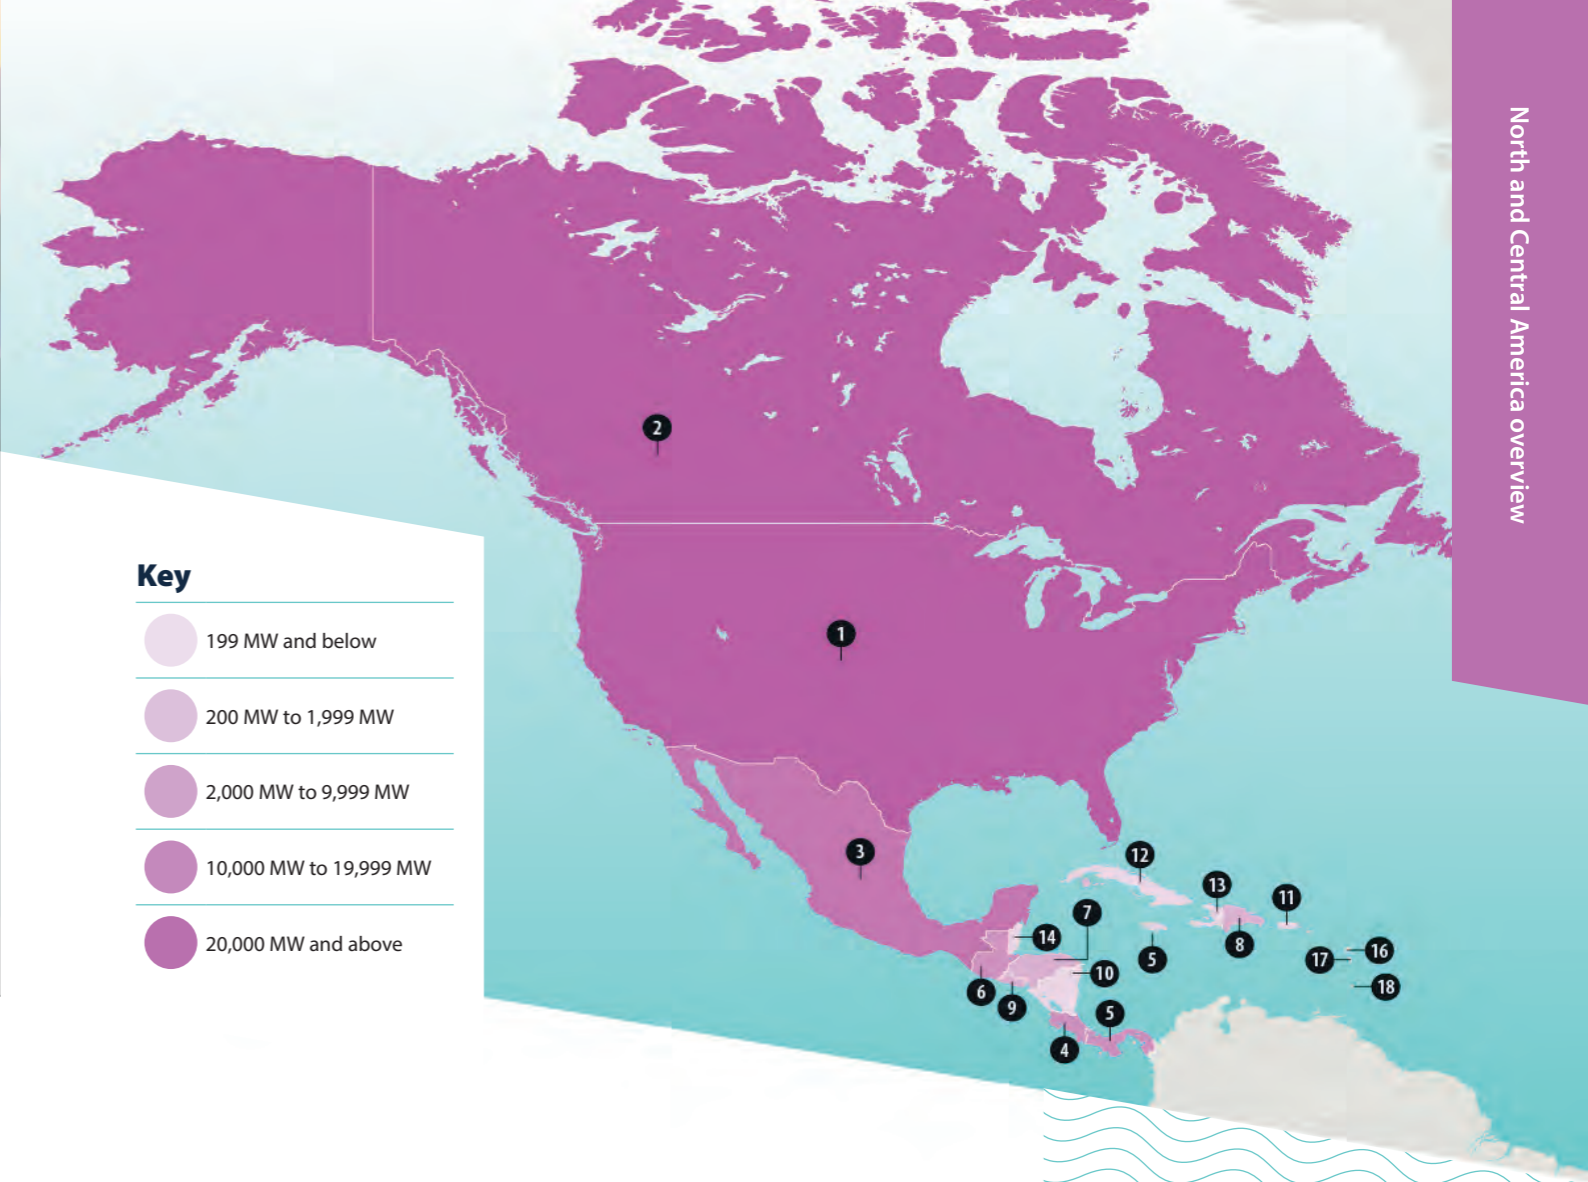 North and Central America overview
2
1
3
12
13
11
7
14
5
8
16
17
10
18
6
9
5
4
Key
199 MW and below
200 MW to 1,999 MW
2,000 MW to 9,999 MW
10,000 MW to 19,999 MW
20,000 MW and above